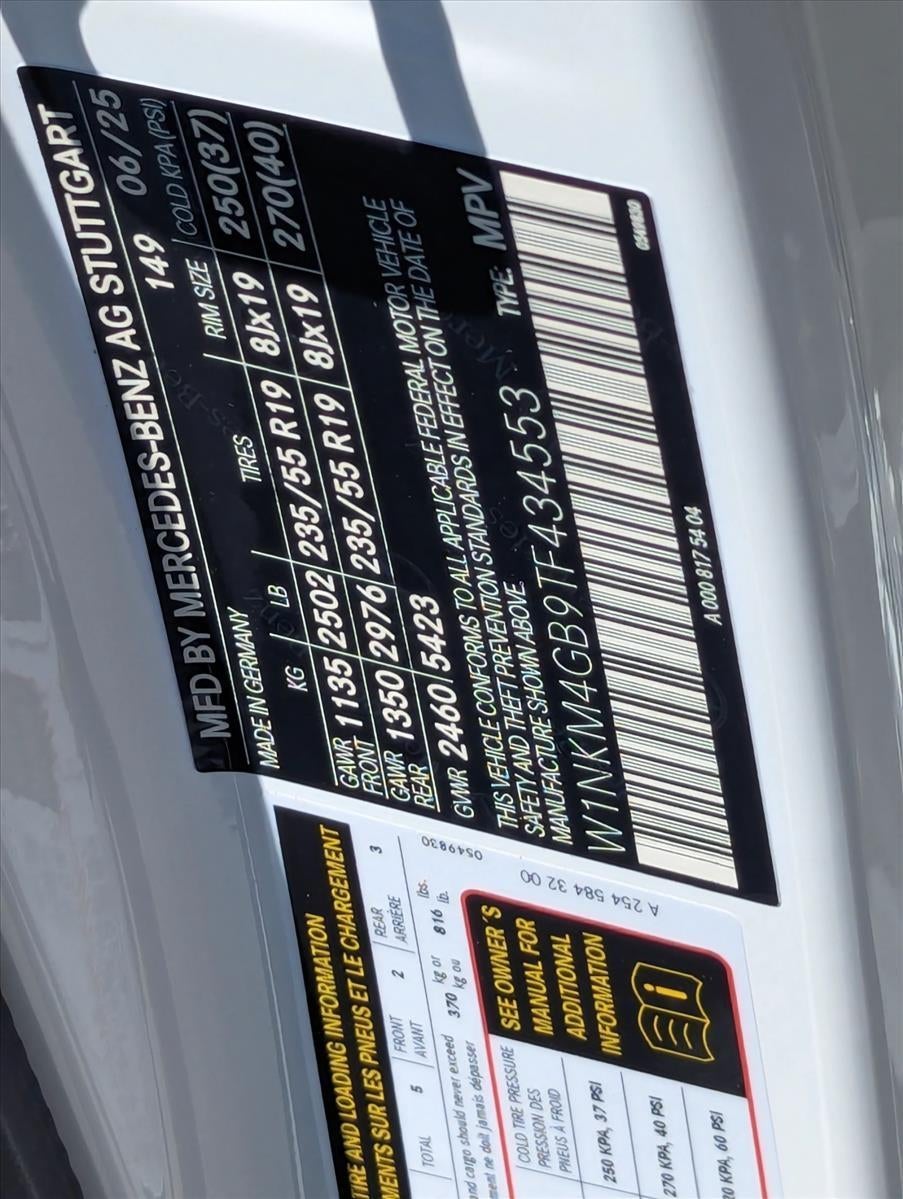 MFD BY MERCEDES-BENZ AG STUTTGART
MADE IN GERMANY 149 06/25
KG LB TIRES RIM SIZE COLD KPA (PSI)
GAWR FRONT 1135 2502 235/55 R19 8Jx19 250(37)
GAWR REAR 1350 2976 235/55 R19 8Jx19 270(40)
GVWR 2460 5423
THIS VEHICLE CONFORMS TO ALL APPLICABLE FEDERAL MOTOR VEHICLE
SAFETY AND THEFT PREVENTION STANDARDS IN EFFECT ON THE DATE OF
MANUFACTURE SHOWN ABOVE.
W1NKM4GB9TF434553 TYPE: MPV
A 000 817 54 04
0549830
TIRE AND LOADING INFORMATION
SUR LES PNEUS ET LE CHARGEMENT
TOTAL 5 FRONT AVANT 2 REAR ARRIÈRE 3
and cargo should never exceed 370 kg or 816 lbs.
ne doit jamais dépasser kg ou lb.
0549830
A 254 584 32 00
COLD TIRE PRESSURE
PRESSION DES
PNEUS À FROID
250 KPA, 37 PSI
270 KPA, 40 PSI
KPA, 60 PSI
SEE OWNER'S
MANUAL FOR
ADDITIONAL
INFORMATION